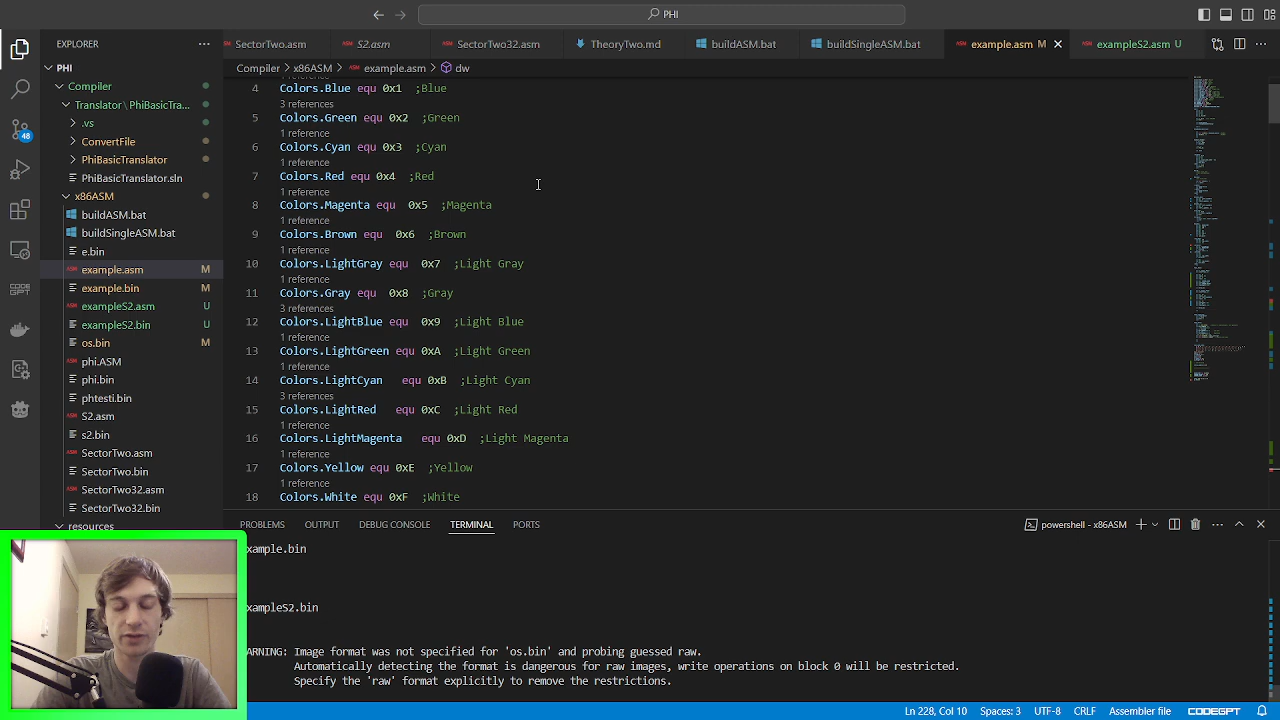 PHI
EXPLORER
SectorTwo.asm
S2.asm
SectorTwo32.asm
TheoryTwo.md
buildASM.bat
buildSingleASM.bat
example.asm M
exampleS2.asm U
PHI
Compiler > x86ASM > example.asm > dw
Compiler
Translator \ PhiBasicTra...
.vs
ConvertFile
PhiBasicTranslator
PhiBasicTranslator.sln
x86ASM
buildASM.bat
buildSingleASM.bat
e.bin
example.asm M
example.bin M
exampleS2.asm U
exampleS2.bin U
os.bin M
phi.ASM
phi.bin
phtesti.bin
S2.asm
s2.bin
SectorTwo.asm
SectorTwo.bin
SectorTwo32.asm
SectorTwo32.bin
resources
48
CODE GPT
4 Colors.Blue equ 0x1 ;Blue
3 references
5 Colors.Green equ 0x2 ;Green
1 reference
6 Colors.Cyan equ 0x3 ;Cyan
1 reference
7 Colors.Red equ 0x4 ;Red
1 reference
8 Colors.Magenta equ 0x5 ;Magenta
1 reference
9 Colors.Brown equ 0x6 ;Brown
1 reference
10 Colors.LightGray equ 0x7 ;Light Gray
1 reference
11 Colors.Gray equ 0x8 ;Gray
3 references
12 Colors.LightBlue equ 0x9 ;Light Blue
1 reference
13 Colors.LightGreen equ 0xA ;Light Green
1 reference
14 Colors.LightCyan equ 0xB ;Light Cyan
3 references
15 Colors.LightRed equ 0xC ;Light Red
1 reference
16 Colors.LightMagenta equ 0xD ;Light Magenta
1 reference
17 Colors.Yellow equ 0xE ;Yellow
1 reference
18 Colors.White equ 0xF ;White
PROBLEMS OUTPUT DEBUG CONSOLE TERMINAL PORTS
powershell - x86ASM
xample.bin
xampleS2.bin
ARNING: Image format was not specified for 'os.bin' and probing guessed raw.
Automatically detecting the format is dangerous for raw images, write operations on block 0 will be restricted.
Specify the 'raw' format explicitly to remove the restrictions.
Ln 228, Col 10 Spaces: 3 UTF-8 CRLF Assembler file CODEGPT